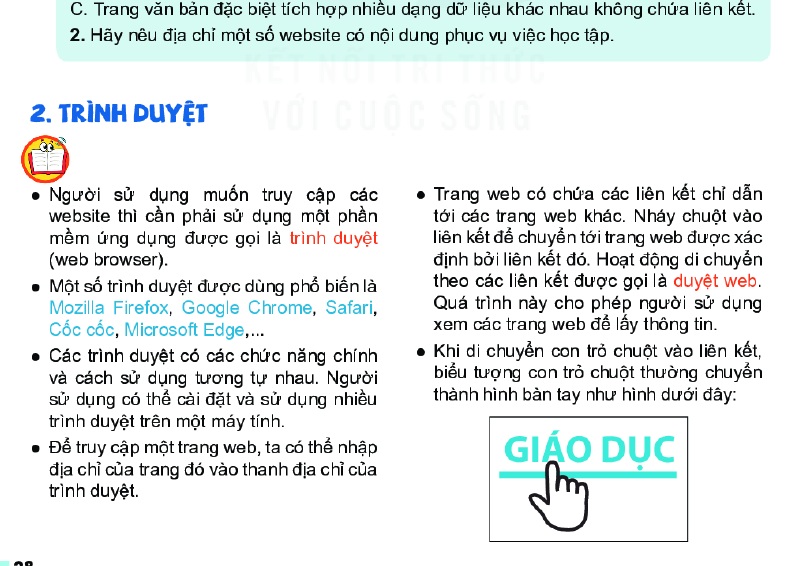 C. Trang văn bản đặc biệt tích hợp nhiều dạng dữ liệu khác nhau không chứa liên kết.
2. Hãy nêu địa chỉ một số website có nội dung phục vụ việc học tập.
KẾT NỐI TRI THỨC
VỚI CUỘC SỐNG
2. TRÌNH DUYỆT
● Người sử dụng muốn truy cập các
website thì cần phải sử dụng một phần
mềm ứng dụng được gọi là trình duyệt
(web browser).
● Một số trình duyệt được dùng phổ biến là
Mozilla Firefox, Google Chrome, Safari,
Cốc cốc, Microsoft Edge,...
● Các trình duyệt có các chức năng chính
và cách sử dụng tương tự nhau. Người
sử dụng có thể cài đặt và sử dụng nhiều
trình duyệt trên một máy tính.
● Để truy cập một trang web, ta có thể nhập
địa chỉ của trang đó vào thanh địa chỉ của
trình duyệt.
● Trang web có chứa các liên kết chỉ dẫn
tới các trang web khác. Nháy chuột vào
liên kết để chuyển tới trang web được xác
định bởi liên kết đó. Hoạt động di chuyển
theo các liên kết được gọi là duyệt web.
Quá trình này cho phép người sử dụng
xem các trang web để lấy thông tin.
● Khi di chuyển con trỏ chuột vào liên kết,
biểu tượng con trỏ chuột thường chuyển
thành hình bàn tay như hình dưới đây:
GIÁO DỤC